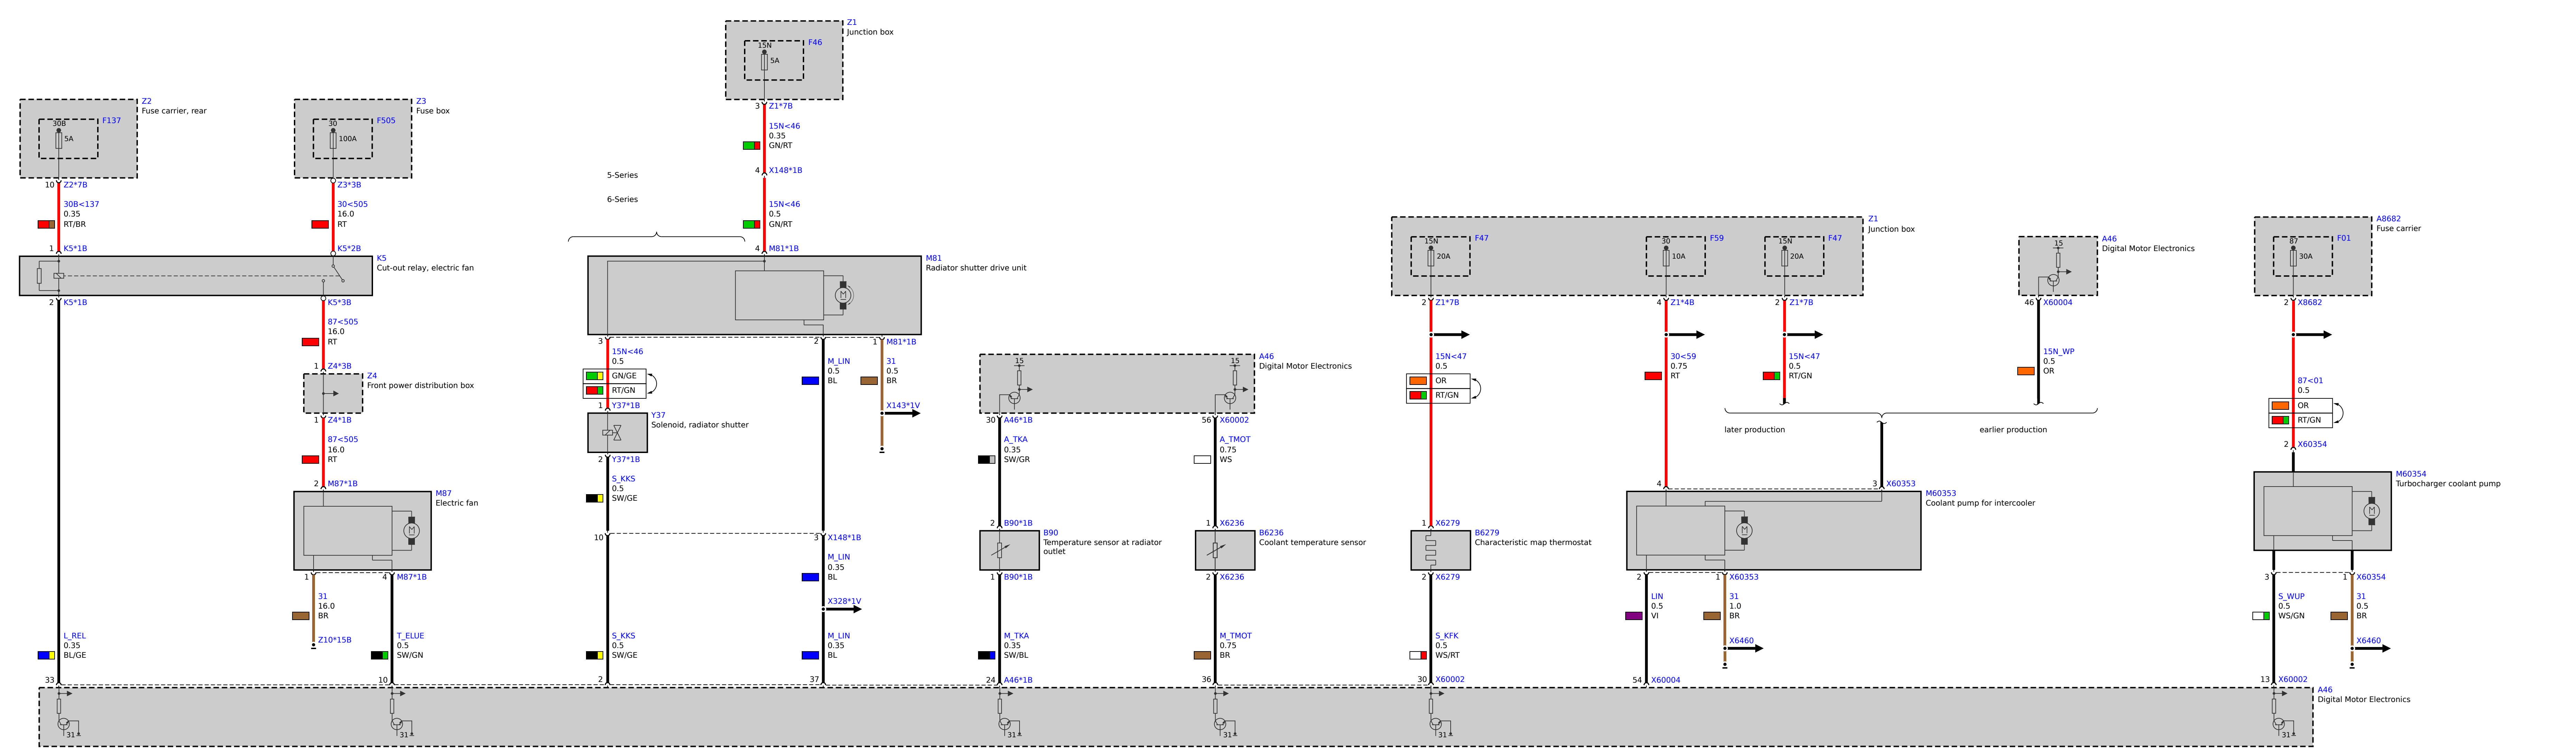 Z1
Junction box
15N
F46
5A
3
Z1*7B
15N<46
0.35
GN/RT
4
X148*1B
15N<46
0.5
GN/RT
4
M81*1B
5-Series
6-Series
Z2
Fuse carrier, rear
30B
F137
5A
10
Z2*7B
30B<137
0.35
RT/BR
1
K5*1B
Z3
Fuse box
30
F505
100A
Z3*3B
30<505
16.0
RT
K5*2B
K5
Cut-out relay, electric fan
2
K5*1B
K5*3B
87<505
16.0
RT
1
Z4*3B
Z4
Front power distribution box
1
Z4*1B
87<505
16.0
RT
2
M87*1B
M87
Electric fan
M
1
4
M87*1B
31
16.0
BR
Z10*15B
L_REL
0.35
BL/GE
T_ELUE
0.5
SW/GN
M81
Radiator shutter drive unit
M
3
2
1
M81*1B
15N<46
0.5
GN/GE
RT/GN
1
Y37*1B
Y37
Solenoid, radiator shutter
2
Y37*1B
S_KKS
0.5
SW/GE
M_LIN
0.5
BL
31
0.5
BR
X143*1V
10
3
X148*1B
M_LIN
0.35
BL
X328*1V
S_KKS
0.5
SW/GE
M_LIN
0.35
BL
15
15
A46
Digital Motor Electronics
30
A46*1B
A_TKA
0.35
SW/GR
2
B90*1B
B90
Temperature sensor at radiator
outlet
1
B90*1B
M_TKA
0.35
SW/BL
56
X60002
A_TMOT
0.75
WS
1
X6236
B6236
Coolant temperature sensor
2
X6236
M_TMOT
0.75
BR
Z1
Junction box
15N
F47
20A
30
F59
10A
15N
F47
20A
2
Z1*7B
15N<47
0.5
OR
RT/GN
1
X6279
B6279
Characteristic map thermostat
2
X6279
S_KFK
0.5
WS/RT
4
Z1*4B
30<59
0.75
RT
2
Z1*7B
15N<47
0.5
RT/GN
15
A46
Digital Motor Electronics
46
X60004
15N_WP
0.5
OR
later production
earlier production
4
3
X60353
M60353
Coolant pump for intercooler
M
2
1
X60353
LIN
0.5
VI
31
1.0
BR
X6460
A8682
Fuse carrier
87
F01
30A
2
X8682
87<01
0.5
OR
RT/GN
2
X60354
M60354
Turbocharger coolant pump
M
3
1
X60354
S_WUP
0.5
WS/GN
31
0.5
BR
X6460
33
10
2
37
24
A46*1B
36
30
X60002
54
X60004
13
X60002
A46
Digital Motor Electronics
31
31
31
31
31
31